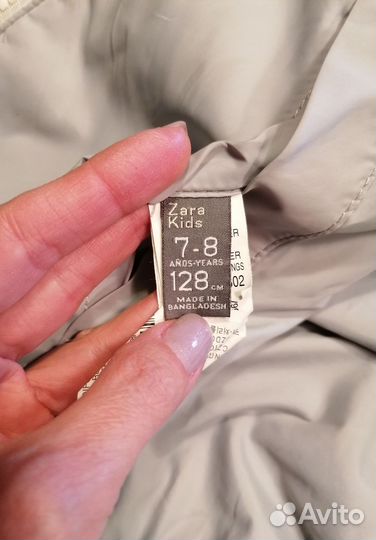 Zara
Kids
7-8
AÑOS-YEARS
128 CM
MADE IN
BANGLADESH
Avito